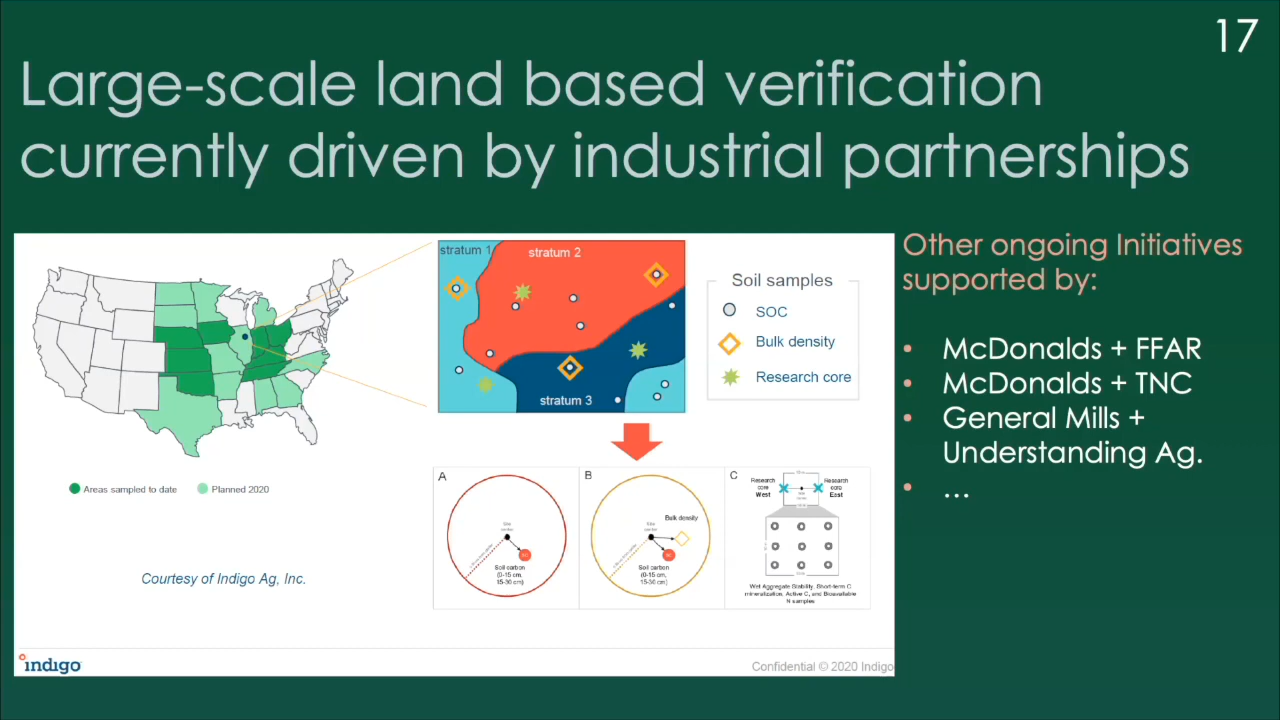 17
Large-scale land based verification
currently driven by industrial partnerships
stratum 1
stratum 2
stratum 3
Soil samples
SOC
Bulk density
Research core
Areas sampled to date
Planned 2020
Courtesy of Indigo Ag, Inc.
A
Site
center
Soil carbon
(0-15 cm,
15-30 cm)
B
Site
center
Bulk density
Soil carbon
(0-15 cm,
15-30 cm)
C
Research
core
West
Research
core
East
Wet Aggregate Stability, Short-term C
mineralization, Active C, and Bioavailable
N samples
indigo
Confidential © 2020 Indigo
Other ongoing Initiatives
supported by:
• McDonalds + FFAR
• McDonalds + TNC
• General Mills +
Understanding Ag.
• ...